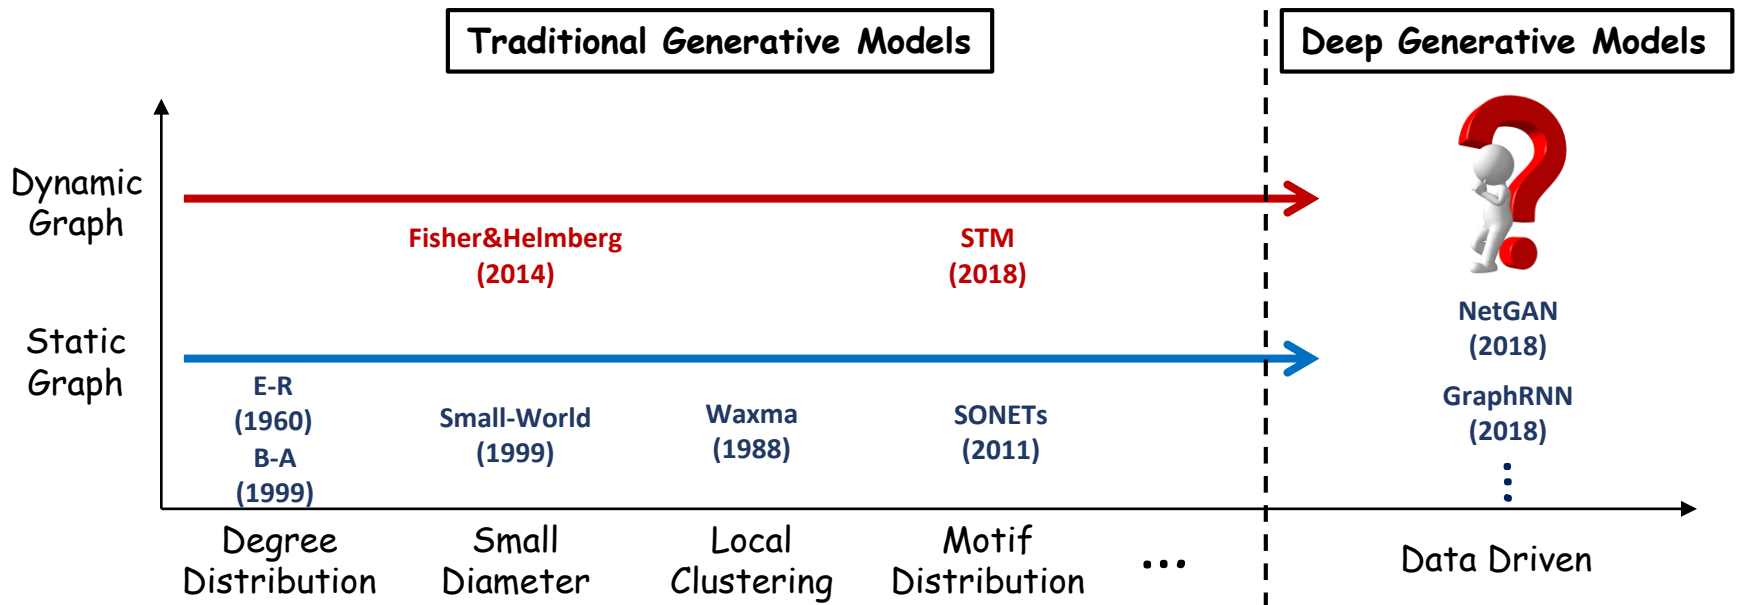 Traditional Generative Models
Deep Generative Models
Dynamic
Graph
Fisher&Helmberg
(2014)
STM
(2018)
Static
Graph
E-R
(1960)
B-A
(1999)
Small-World
(1999)
Waxma
(1988)
SONETs
(2011)
NetGAN
(2018)
GraphRNN
(2018)
Degree
Distribution
Small
Diameter
Local
Clustering
Motif
Distribution
...
Data Driven